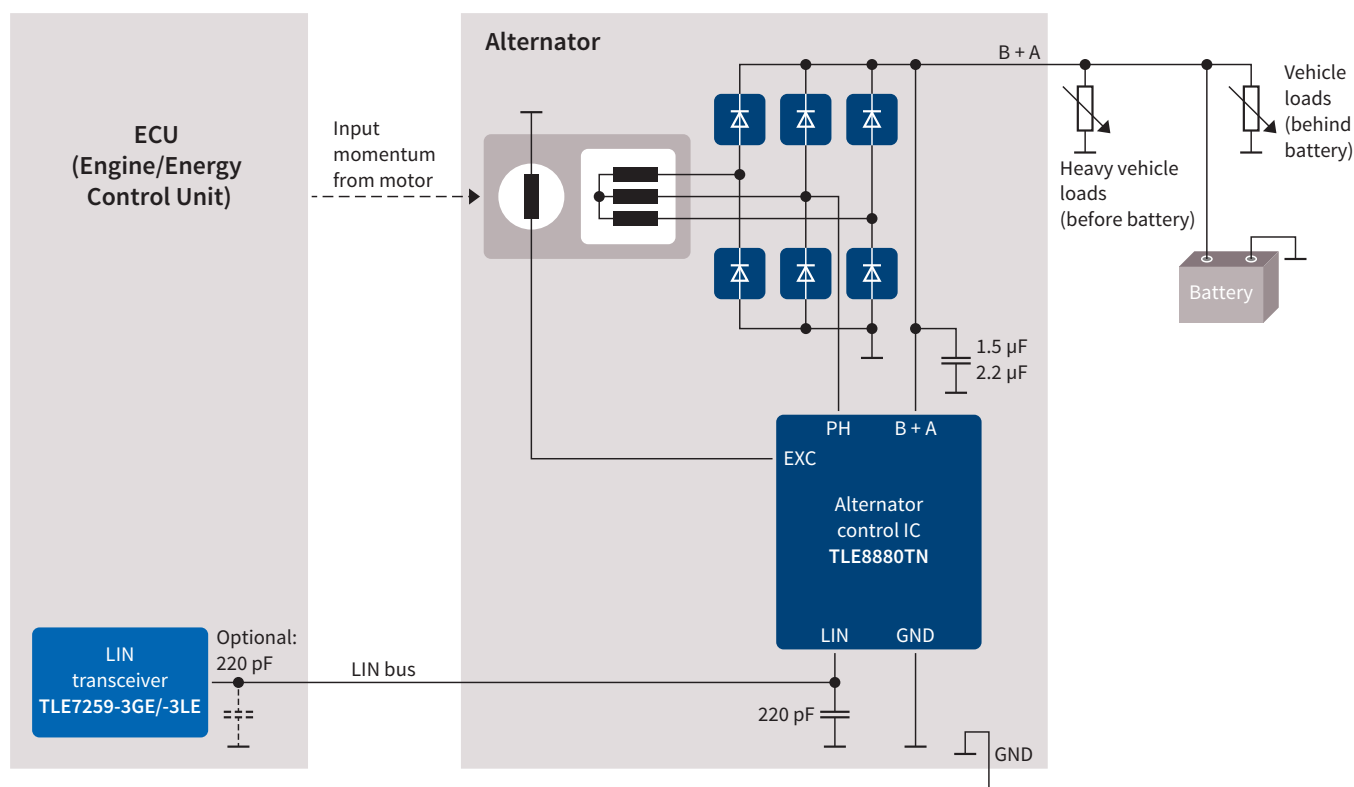 Alternator
ECU
(Engine/Energy
Control Unit)
Input
momentum
from motor
B + A
Heavy vehicle
loads
(before battery)
Vehicle
loads
(behind
battery)
Battery
1.5 µF
2.2 µF
PH
B + A
EXC
Alternator
control IC
TLE8880TN
LIN
GND
LIN
transceiver
TLE7259-3GE/-3LE
Optional:
220 pF
LIN bus
220 pF
GND